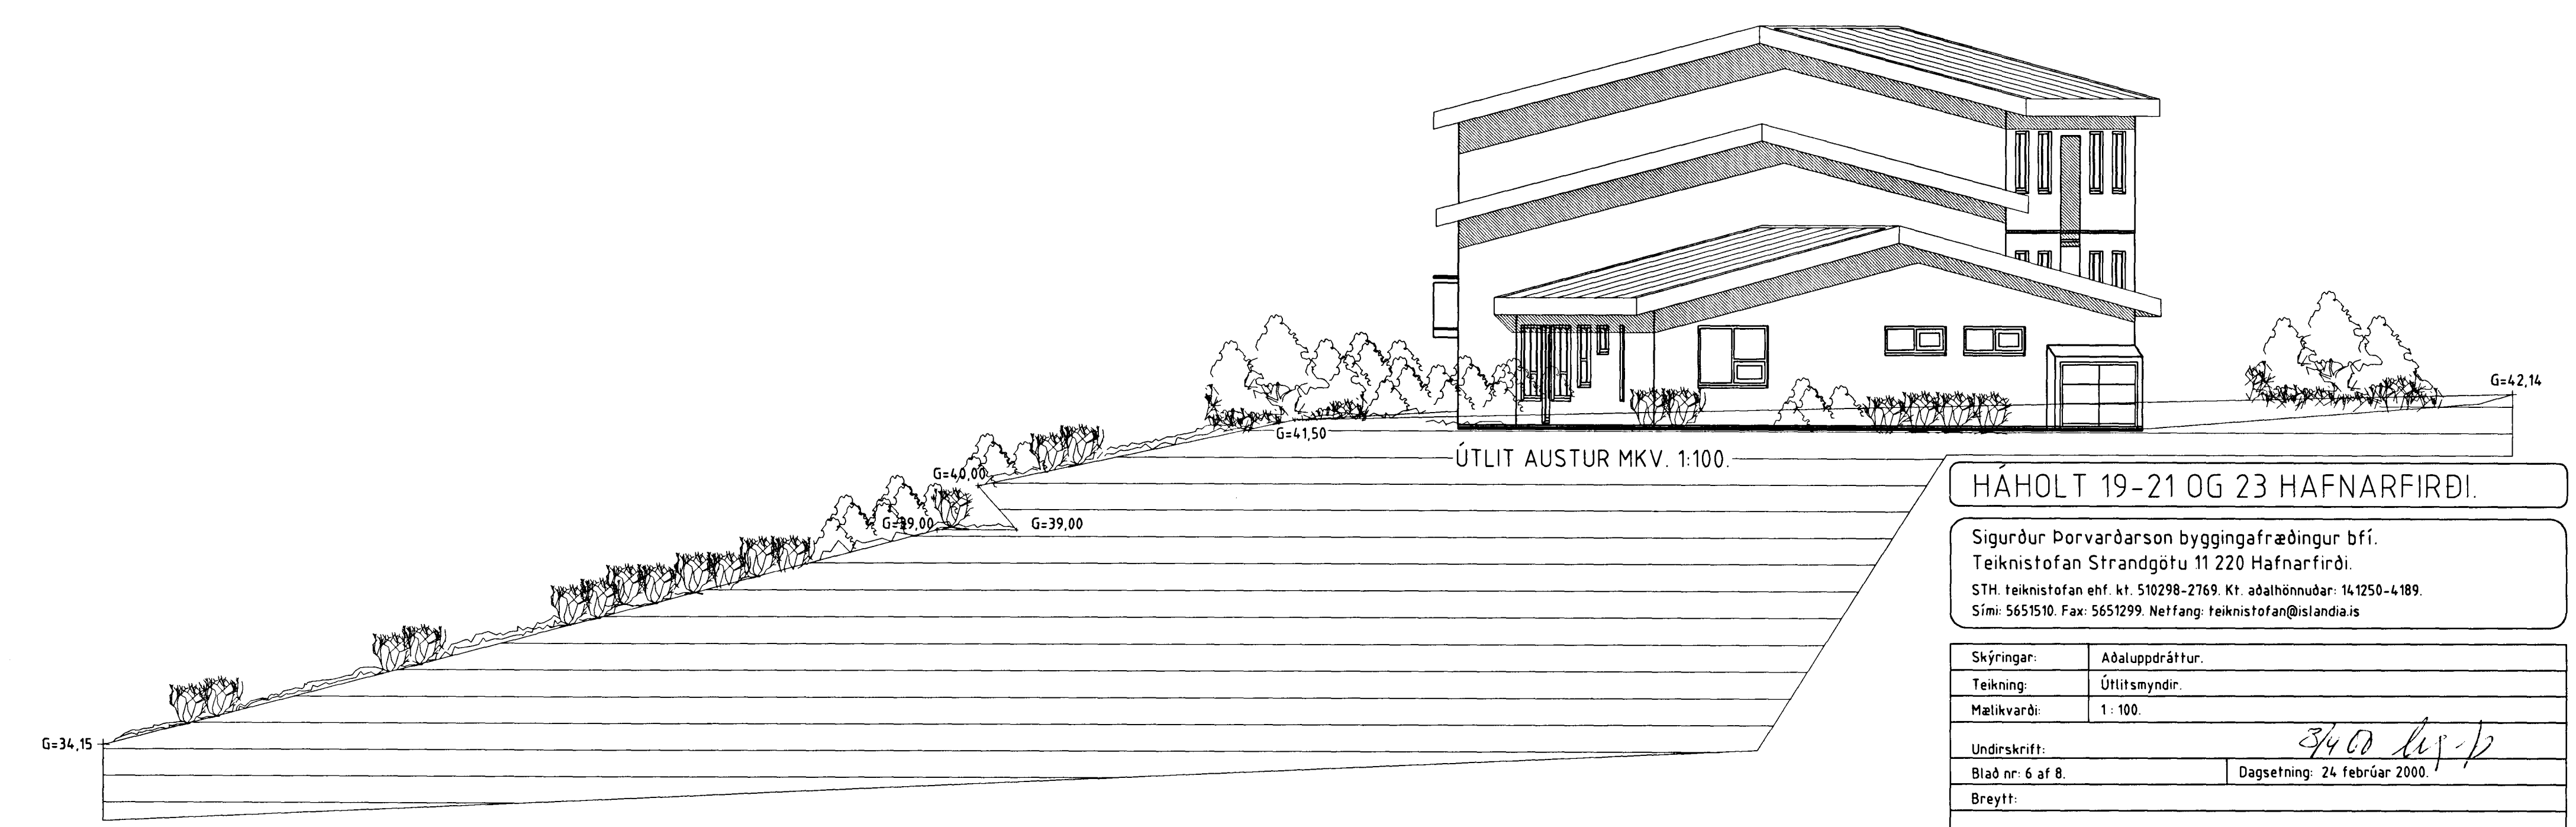 G=42,14
G=41,50
ÚTLIT AUSTUR MKV. 1:100.
G=40,00
HÁHOLT 19-21 OG 23 HAFNARFIRÐI.
G=39,00
G=39,00
Sigurður Þorvarðarson byggingafræðingur bfí.
Teiknistofan Strandgötu 11 220 Hafnarfirði.
STH. teiknistofan ehf. kt. 510298-2769. Kt. aðalhönnuðar: 141250-4189.
Sími: 5651510. Fax: 5651299. Netfang: teiknistofan@islandia.is
Skýringar: Aðaluppdráttur.
Teikning: Útlitsmyndir.
Mælikvarði: 1 : 100.
G=34,15
Undirskrift: 3/4 00
Blað nr: 6 af 8. Dagsetning: 24 febrúar 2000.
Breytt: